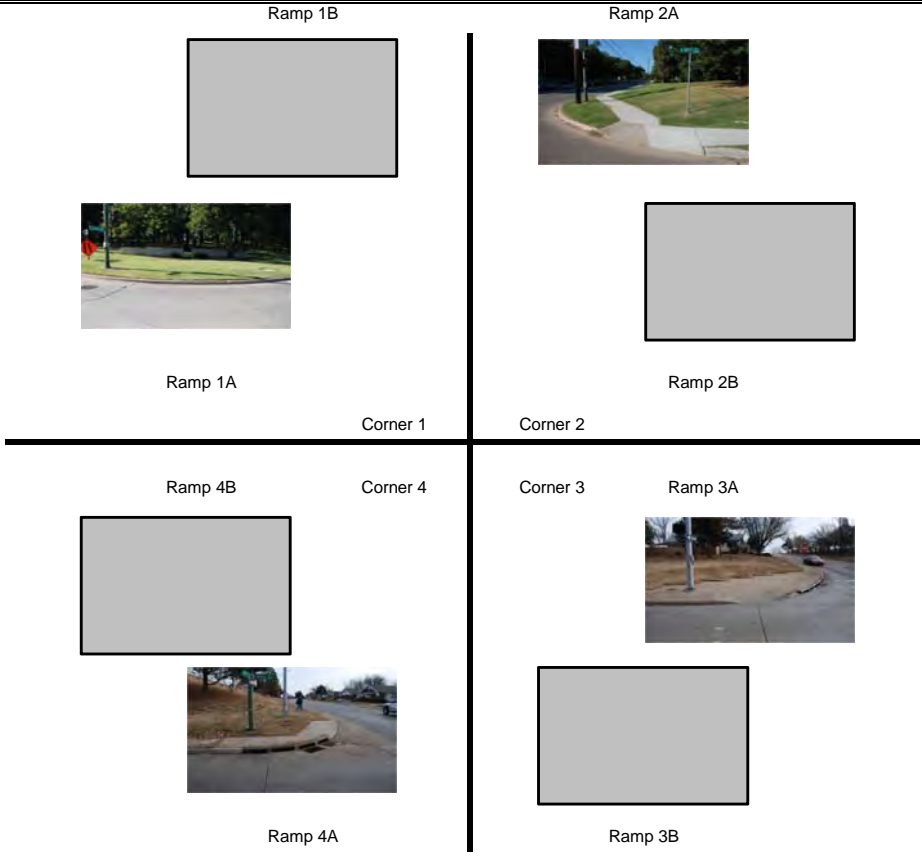 Ramp 1B
Ramp 2A
Ramp 1A
Ramp 2B
Corner 1
Corner 2
Ramp 4B
Corner 4
Corner 3
Ramp 3A
Ramp 4A
Ramp 3B